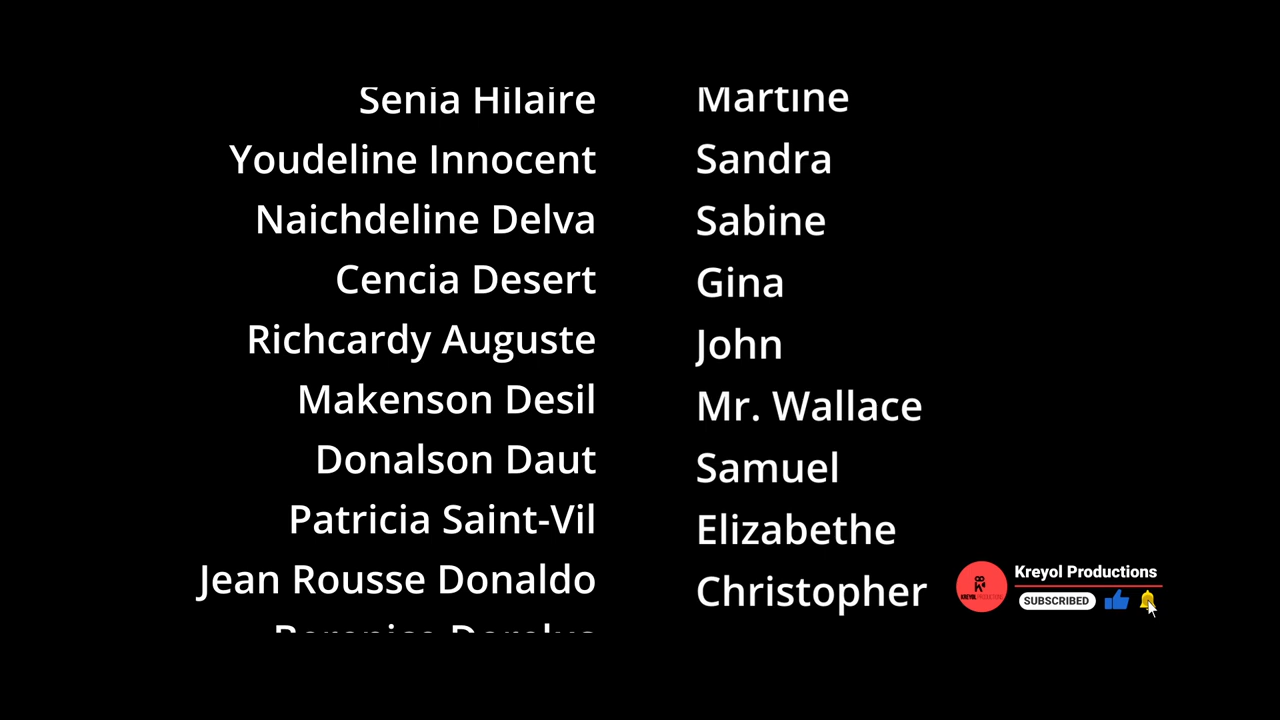 Senia Hilaire Martine
Youdeline Innocent Sandra
Naichdeline Delva Sabine
Cencia Desert Gina
Richcardy Auguste John
Makenson Desil Mr. Wallace
Donalson Daut Samuel
Patricia Saint-Vil Elizabethe
Jean Rousse Donaldo Christopher
Kreyol Productions
SUBSCRIBED